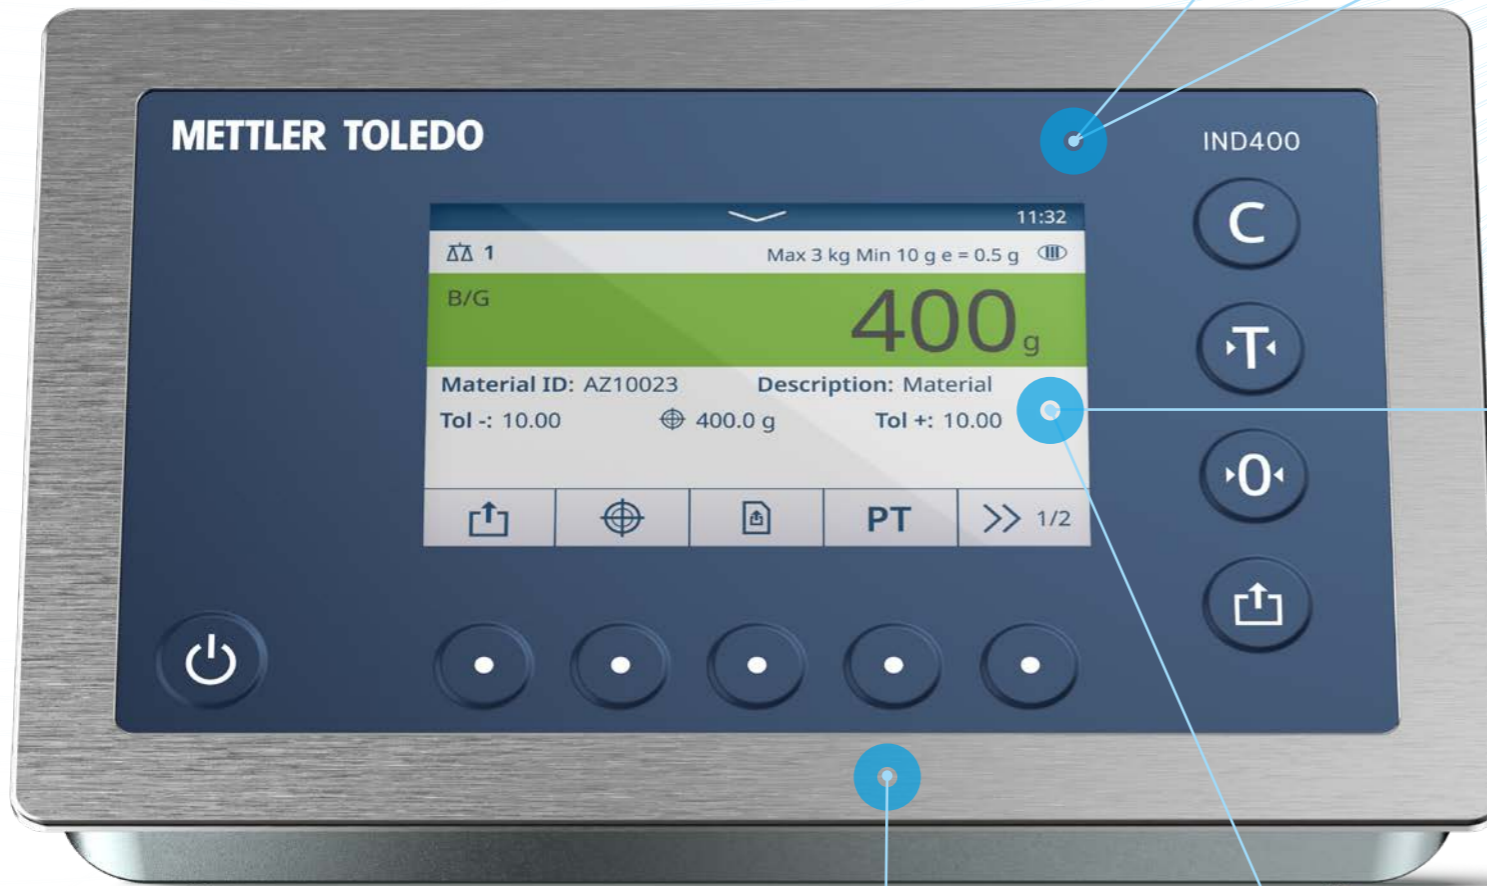 METTLER TOLEDO
IND400
11:32
1
Max 3 kg Min 10 g e = 0.5 g III
B/G
400 g
Material ID: AZ10023 Description: Material
Tol -: 10.00 400.0 g Tol +: 10.00
PT
1/2
C
T
0